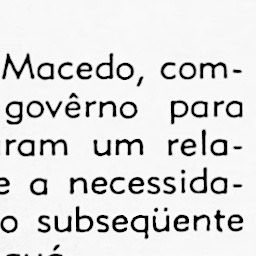 Macedo, com-
govêrno para
ram um rela-
a necessida-
o subseqüente